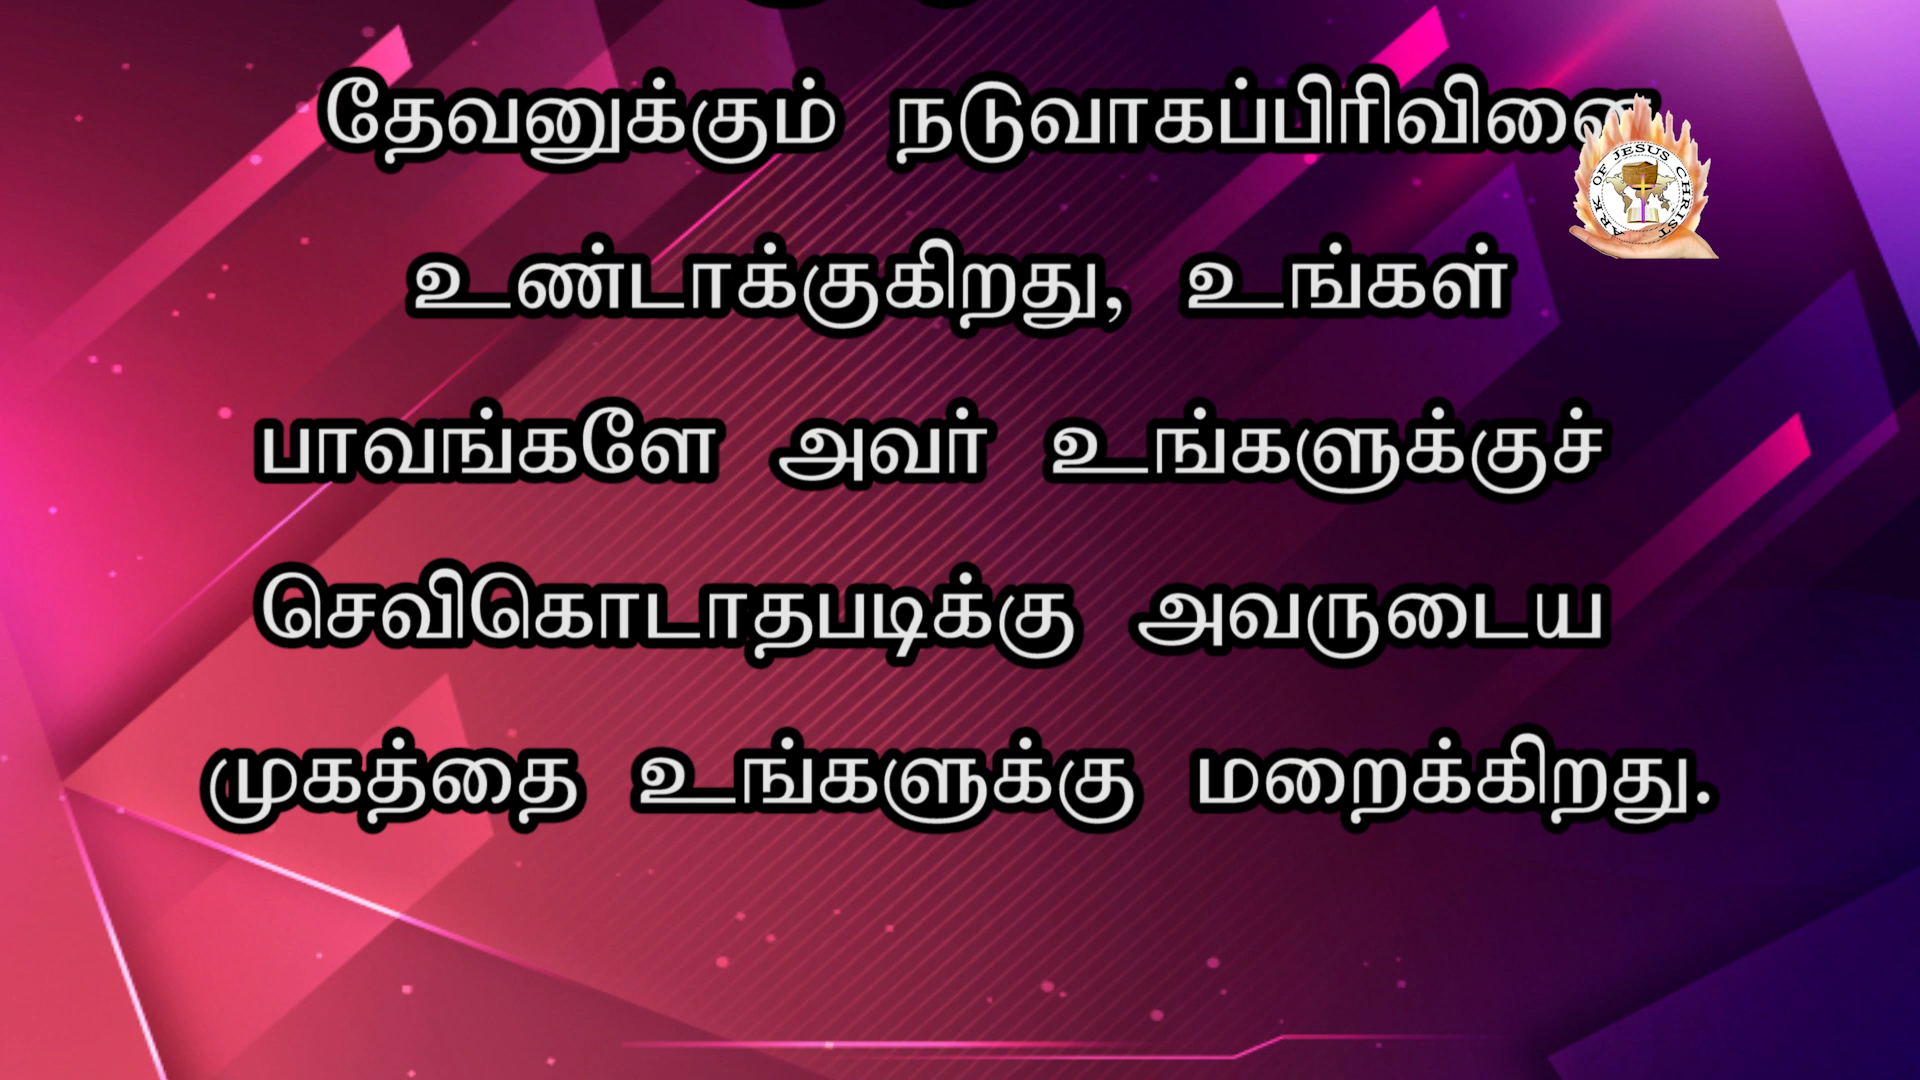 தேவனுக்கும் நடுவாகப்பிரிவினை
உண்டாக்குகிறது, உங்கள்
பாவங்களே அவர் உங்களுக்குச்
செவிகொடாதபடிக்கு அவருடைய
முகத்தை உங்களுக்கு மறைக்கிறது.
ARK OF JESUS CHRIST